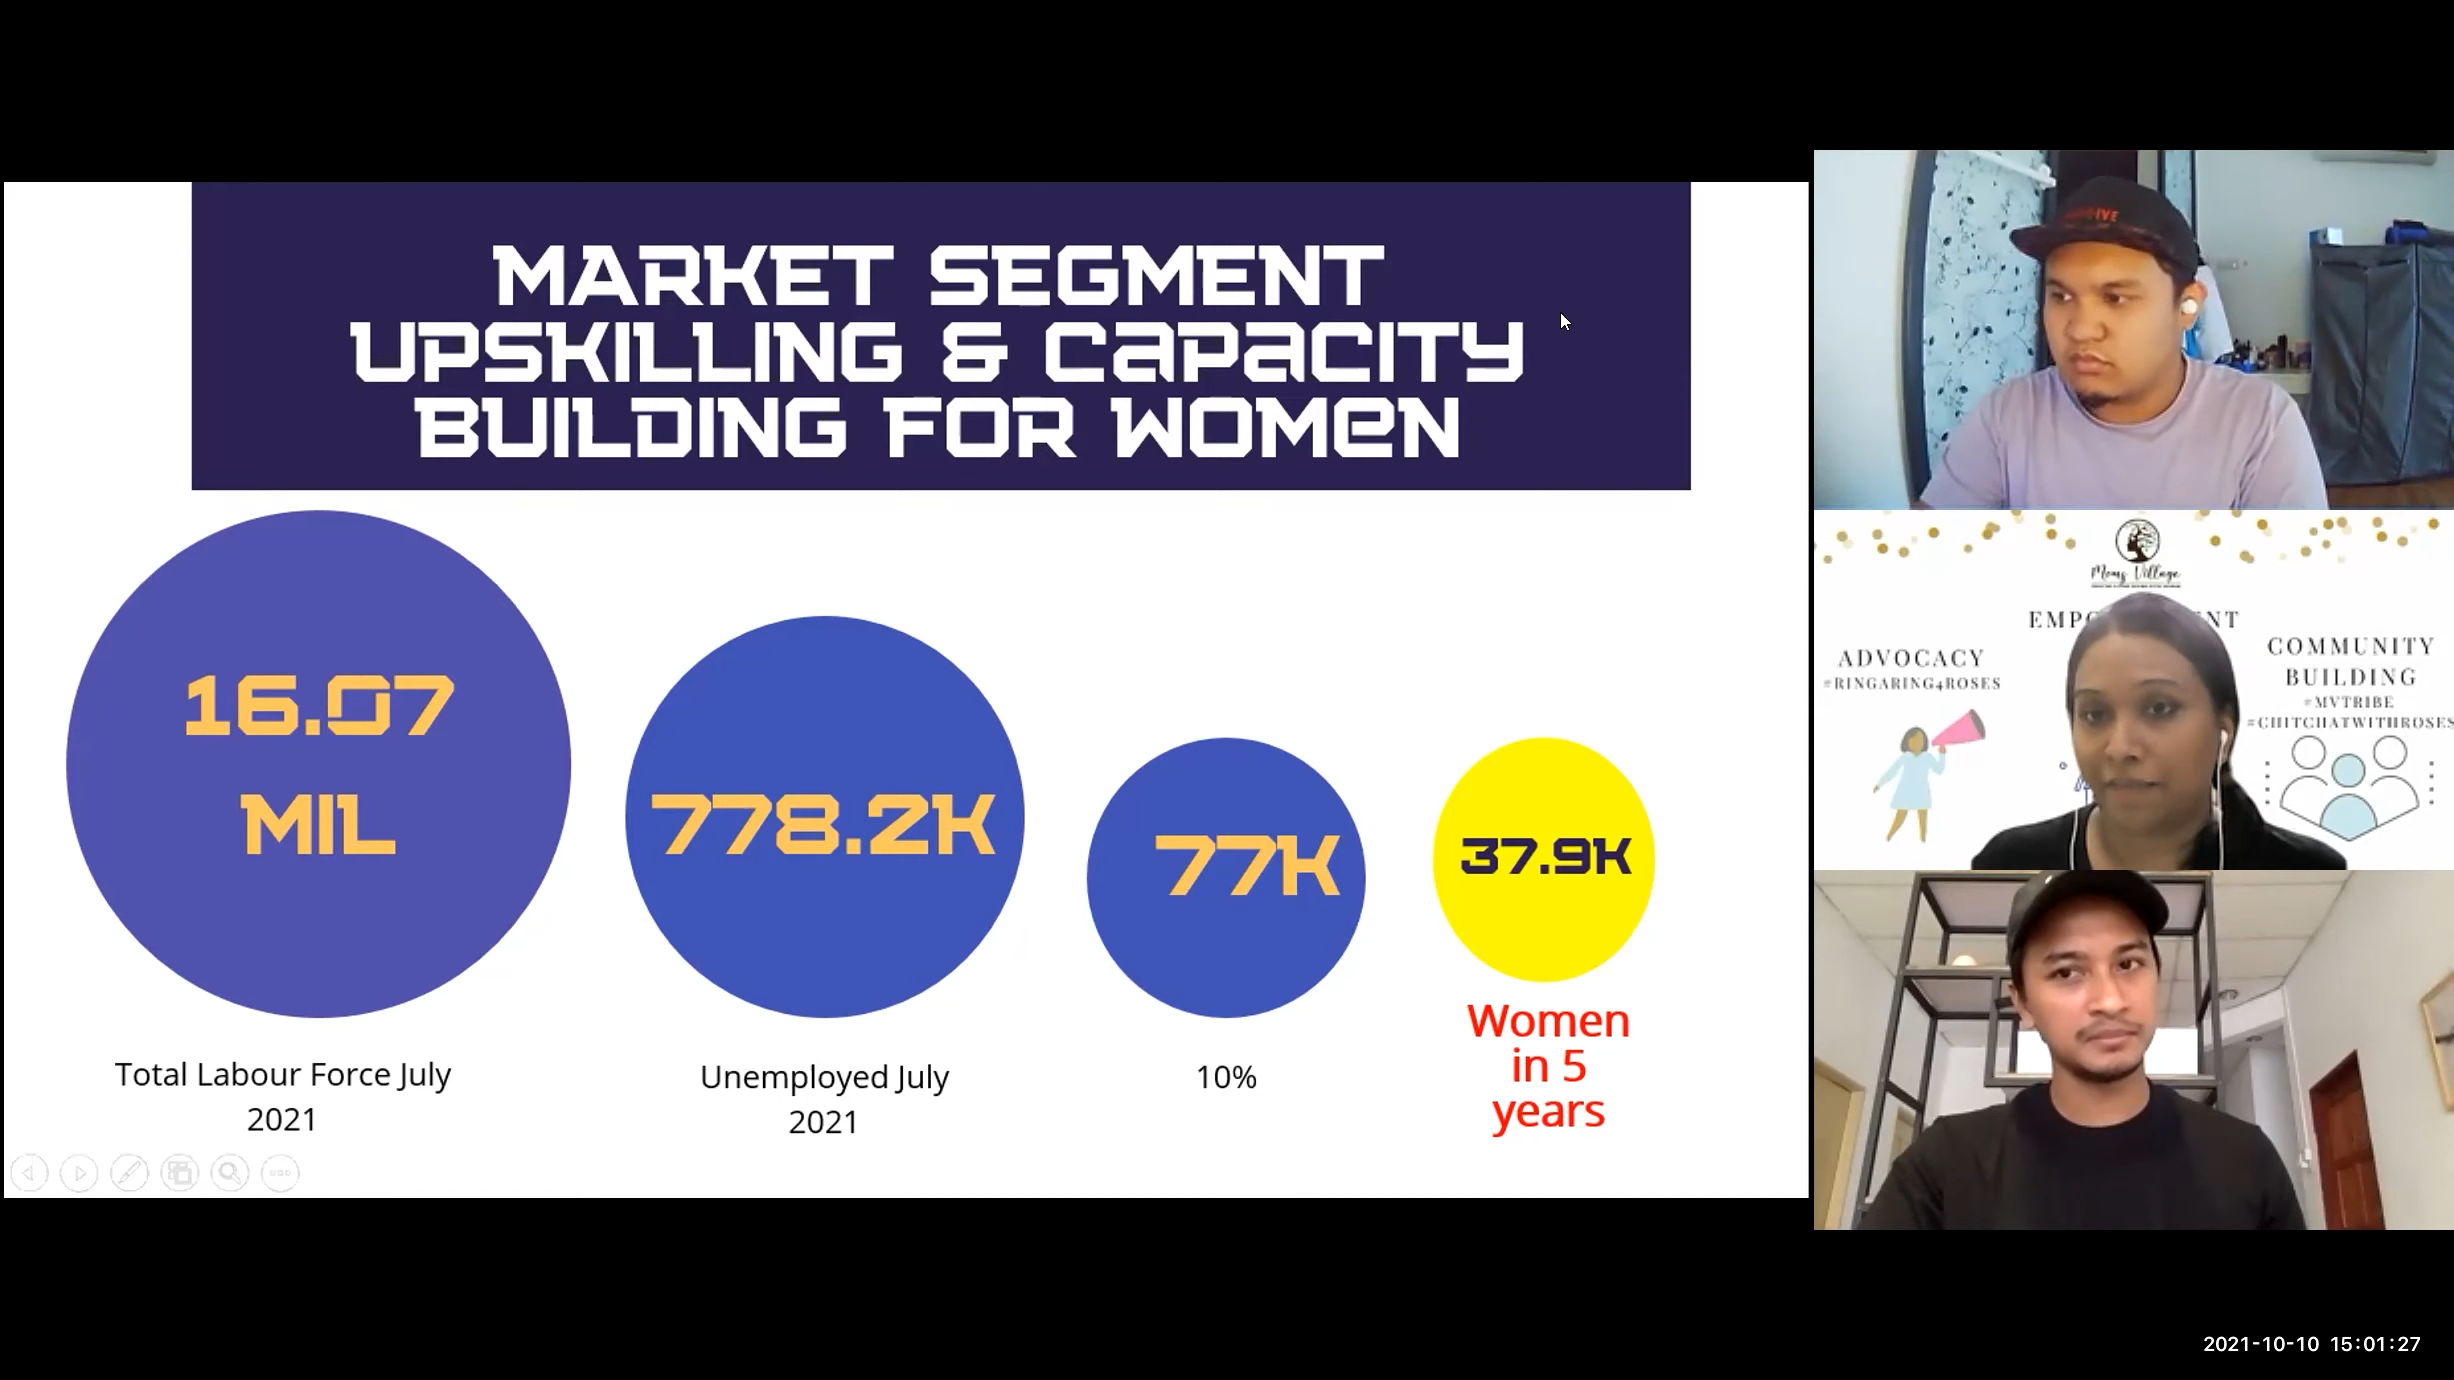 MARKET SEGMENT
UPSKILLING & CAPACITY
BUILDING FOR WOMEN
16.07
MIL
778.2K
77K
37.9K
Total Labour Force July
2021
Unemployed July
2021
10%
Women
in 5
years
Moms Village
ADVOCACY
#RINGARING4ROSES
COMMUNITY
BUILDING
#MVTRIBE
#CHITCHATWITHROSES
2021-10-10 15:01:27